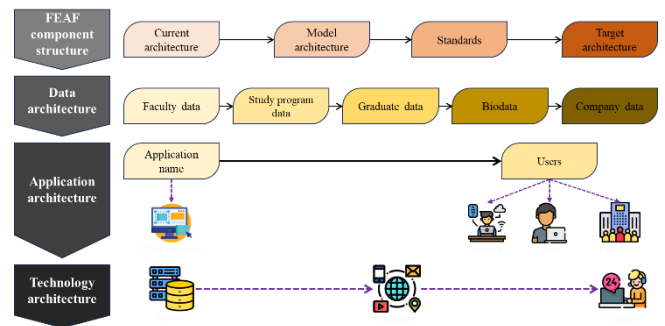 FEAF
component
structure
Current
architecture
Model
architecture
Standards
Target
architecture
Data
architecture
Faculty data
Study program
data
Graduate data
Biodata
Company data
Application
architecture
Application
name
Users
Technology
architecture
24